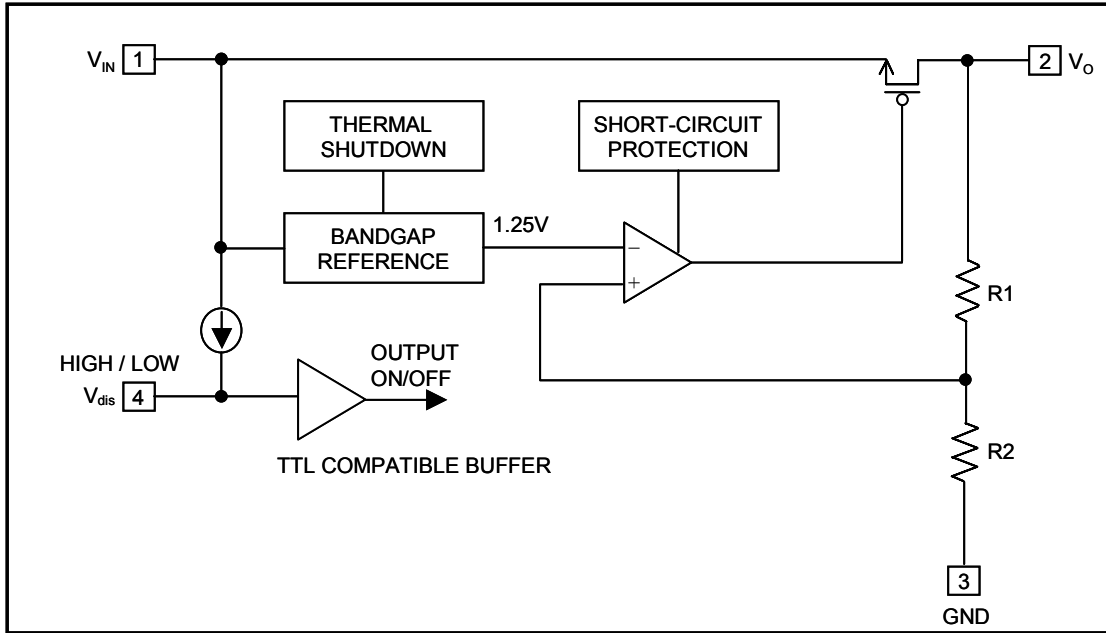 V_IN 1
2 V_O
THERMAL
SHUTDOWN
SHORT-CIRCUIT
PROTECTION
BANDGAP
REFERENCE
1.25V
−
+
R1
HIGH / LOW
V_dis 4
OUTPUT
ON/OFF
TTL COMPATIBLE BUFFER
R2
3
GND